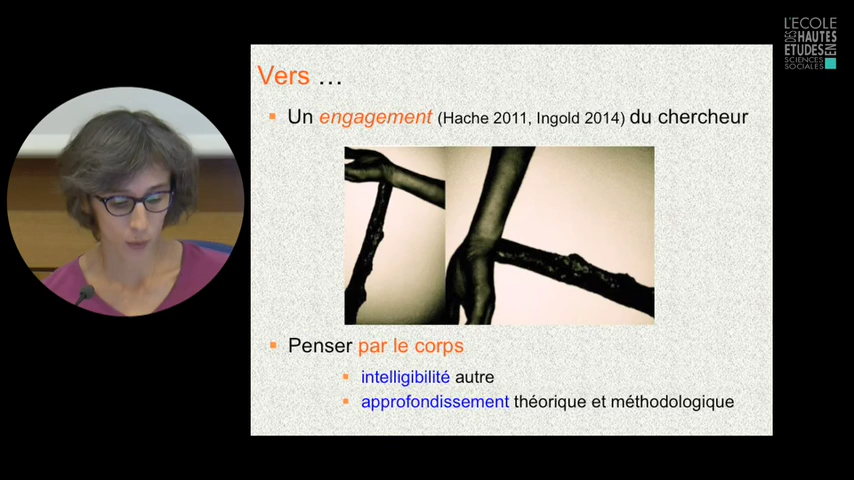 L'ECOLE
DES HAUTES
ETUDES EN
SCIENCES
SOCIALES
Vers …
Un engagement (Hache 2011, Ingold 2014) du chercheur
Penser par le corps
intelligibilité autre
approfondissement théorique et méthodologique